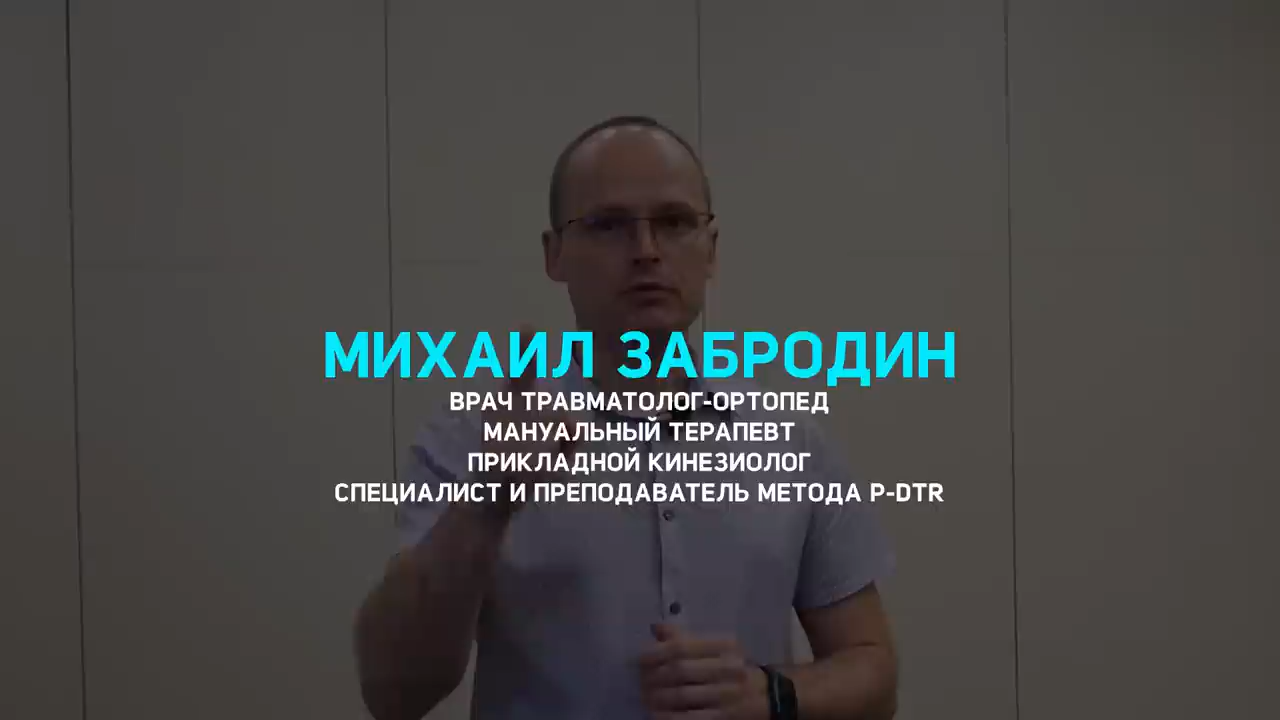 МИХАИЛ ЗАБРОДИН
ВРАЧ ТРАВМАТОЛОГ-ОРТОПЕД
МАНУАЛЬНЫЙ ТЕРАПЕВТ
ПРИКЛАДНОЙ КИНЕЗИОЛОГ
СПЕЦИАЛИСТ И ПРЕПОДАВАТЕЛЬ МЕТОДА P-DTR